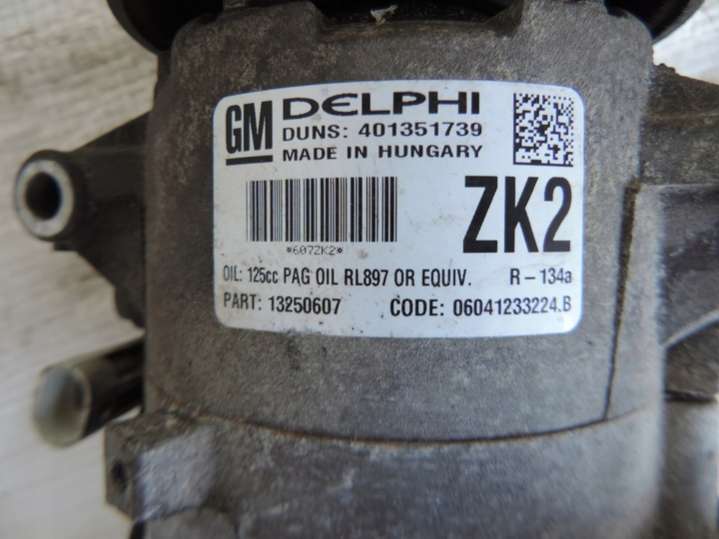 GM DELPHI
DUNS: 401351739
MADE IN HUNGARY
*607ZK2*
ZK2
OIL: 125cc PAG OIL RL897 OR EQUIV. R-134a
PART: 13250607 CODE: 06041233224.B